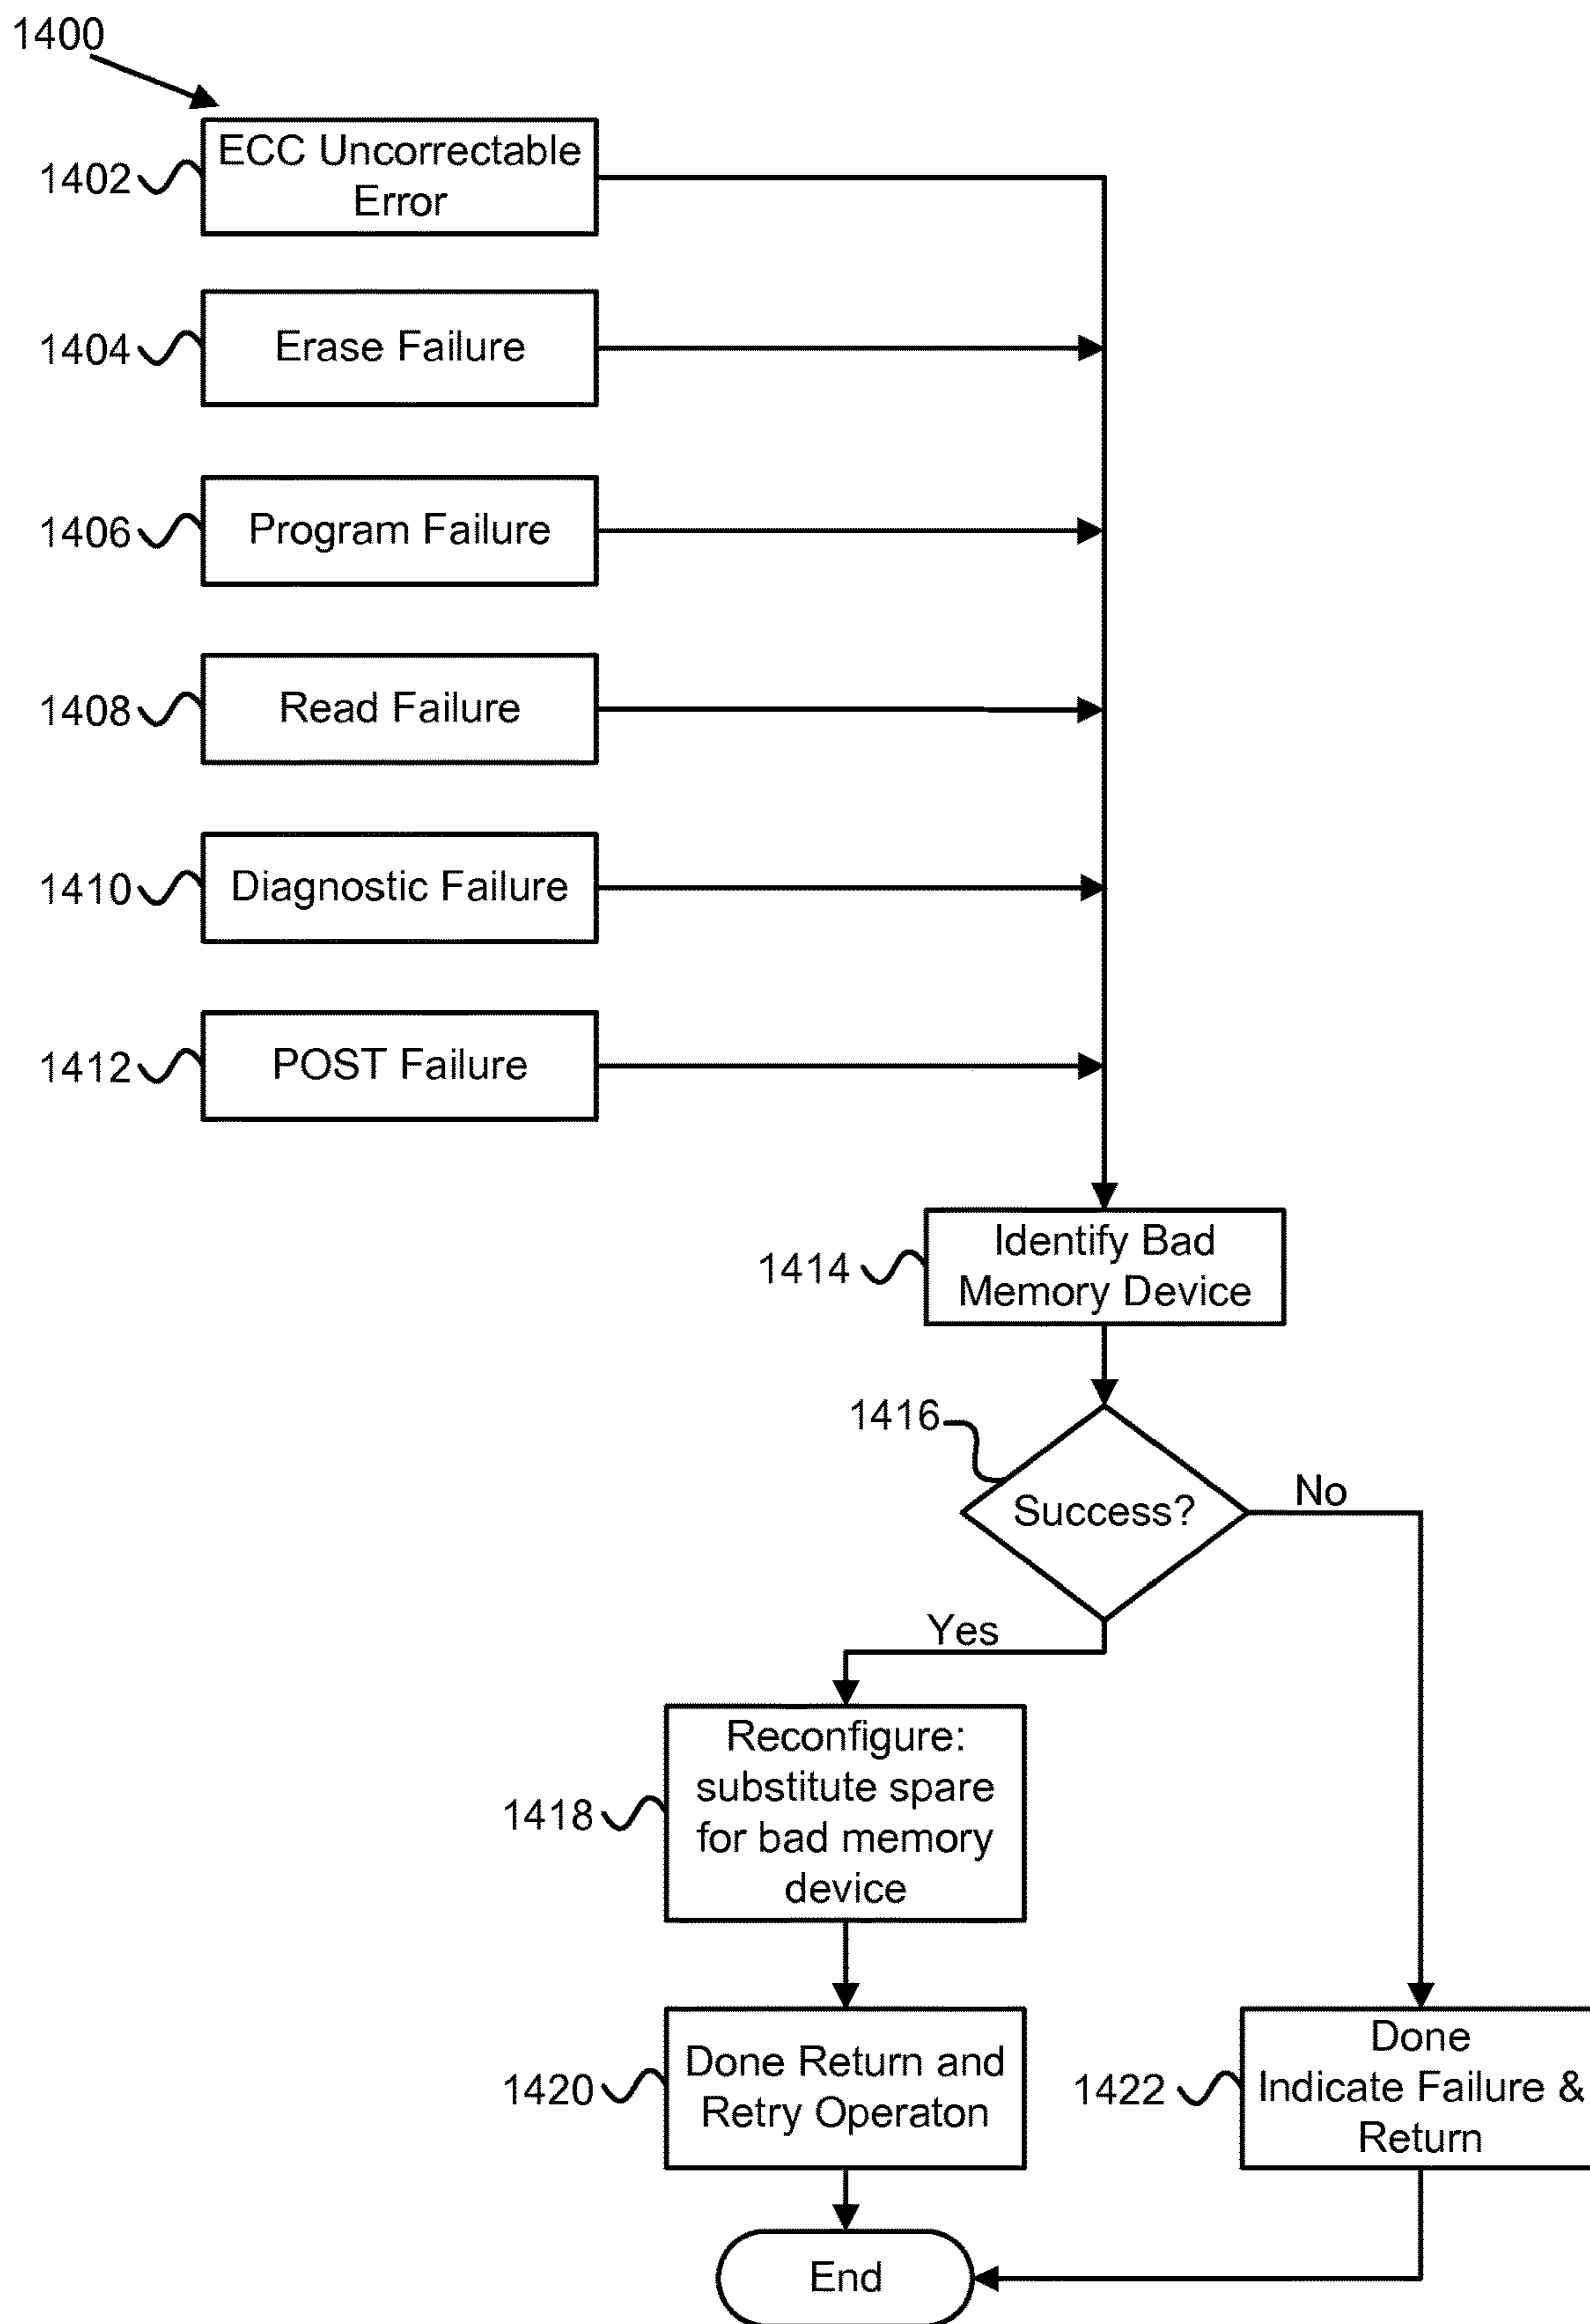 1400
1402
ECC Uncorrectable
Error
1404
Erase Failure
1406
Program Failure
1408
Read Failure
1410
Diagnostic Failure
1412
POST Failure
1414
Identify Bad
Memory Device
1416
Success?
No
Yes
1418
Reconfigure:
substitute spare
for bad memory
device
1420
Done Return and
Retry Operaton
1422
Done
Indicate Failure &
Return
End